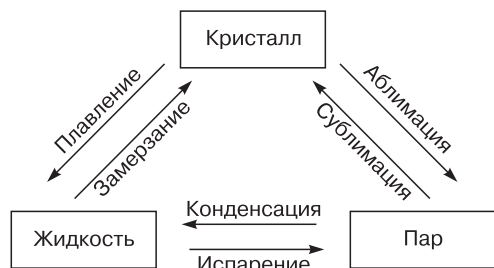 Кристалл
Плавление
Замерзание
Сублимация
Аблимация
Конденсация
Жидкость
Пар
Испарение